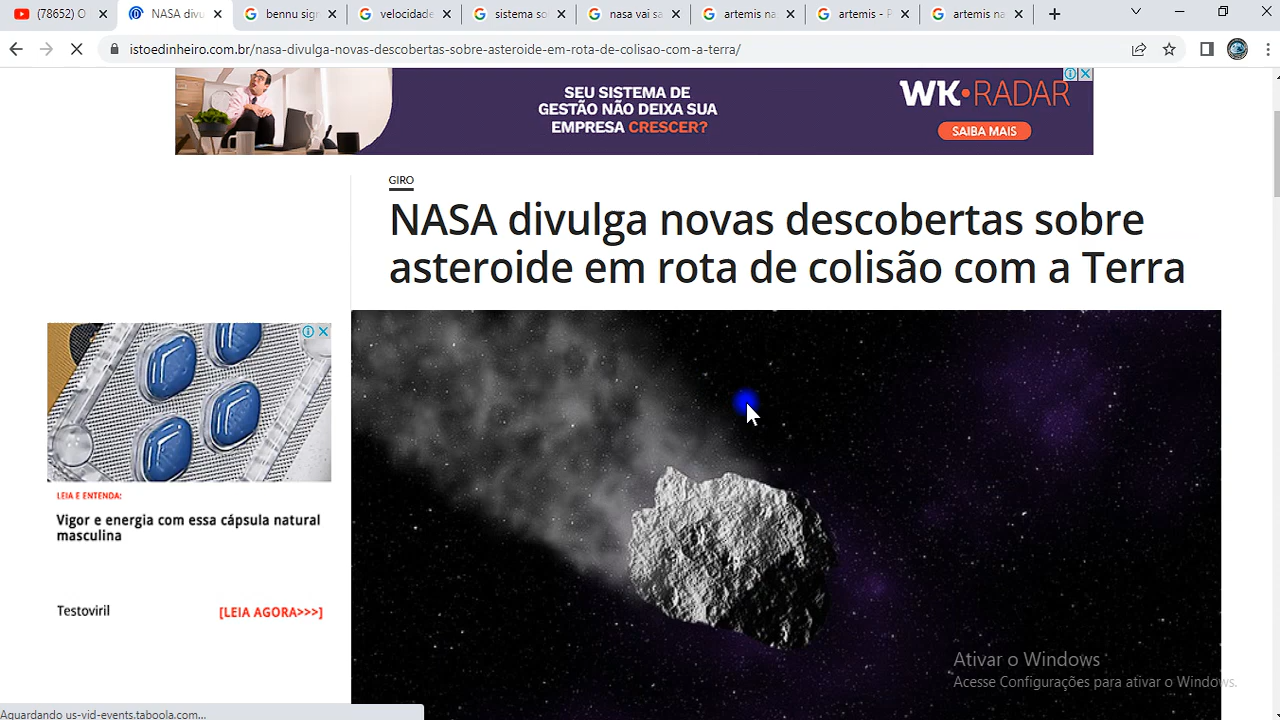 (78652) O
NASA divu
bennu sigr
velocidade
sistema so
nasa vai sa
artemis na
artemis - P
artemis na
istoedinheiro.com.br/nasa-divulga-novas-descobertas-sobre-asteroide-em-rota-de-colisao-com-a-terra/
SEU SISTEMA DE
GESTÃO NÃO DEIXA SUA
EMPRESA CRESCER?
WK RADAR
SAIBA MAIS
GIRO
NASA divulga novas descobertas sobre
asteroide em rota de colisão com a Terra
LEIA E ENTENDA:
Vigor e energia com essa cápsula natural
masculina
Testoviril
[LEIA AGORA>>>]
Ativar o Windows
Acesse Configurações para ativar o Windows.
Aguardando us-vid-events.taboola.com...